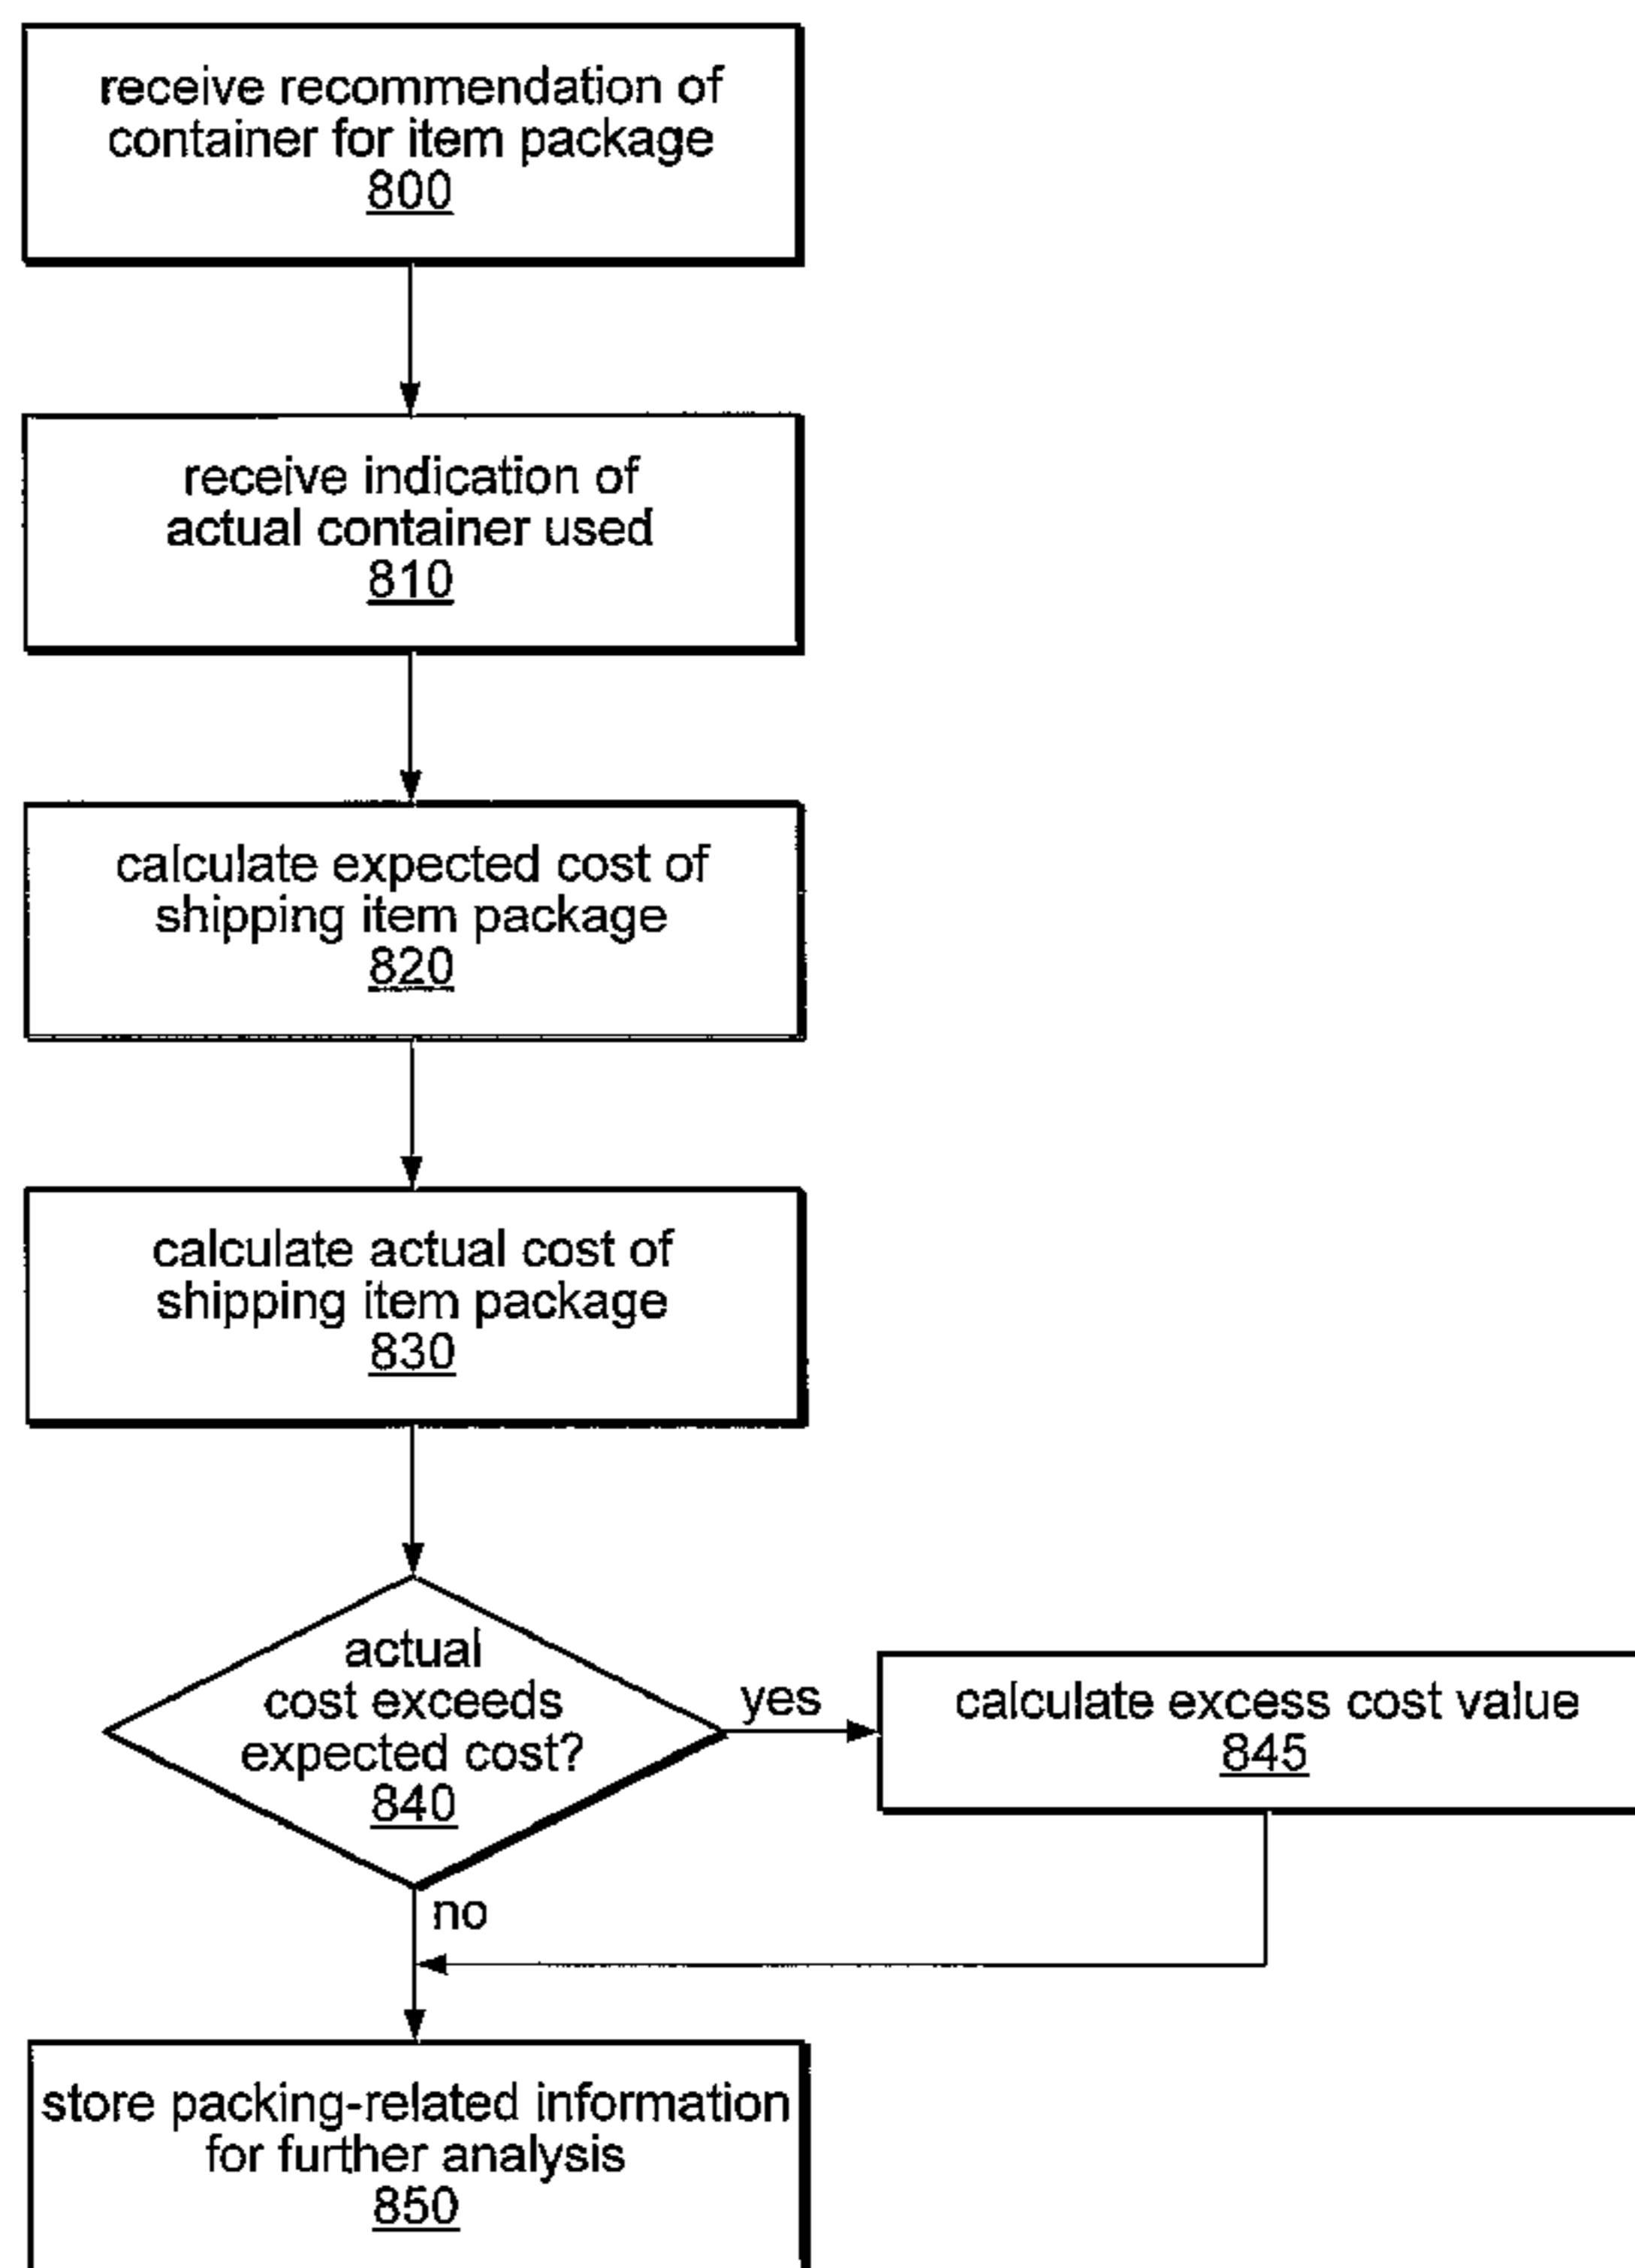 receive recommendation of
container for item package
800
receive indication of
actual container used
810
calculate expected cost of
shipping item package
820
calculate actual cost of
shipping item package
830
actual
cost exceeds
expected cost?
840
yes
calculate excess cost value
845
no
store packing-related information
for further analysis
850